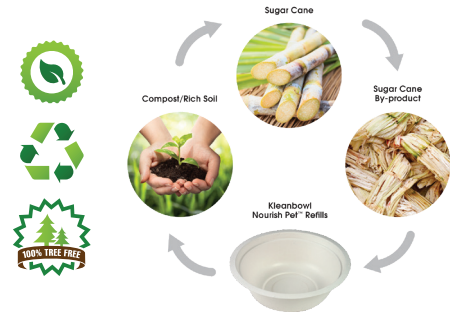 Sugar Cane
Sugar Cane
By-product
Kleanbowl
Nourish Pet™ Refills
Compost/Rich Soil
100% TREE FREE